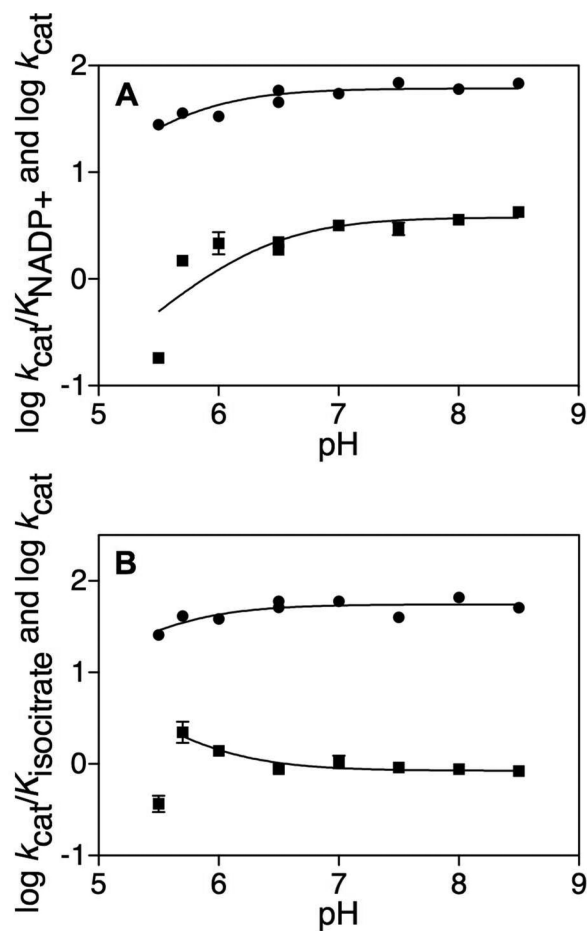 A
log kcat/KNADP+ and log kcat
2
1
0
-1
5 6 7 8 9
pH
B
log kcat/Kisocitrate and log kcat
2
1
0
-1
5 6 7 8 9
pH